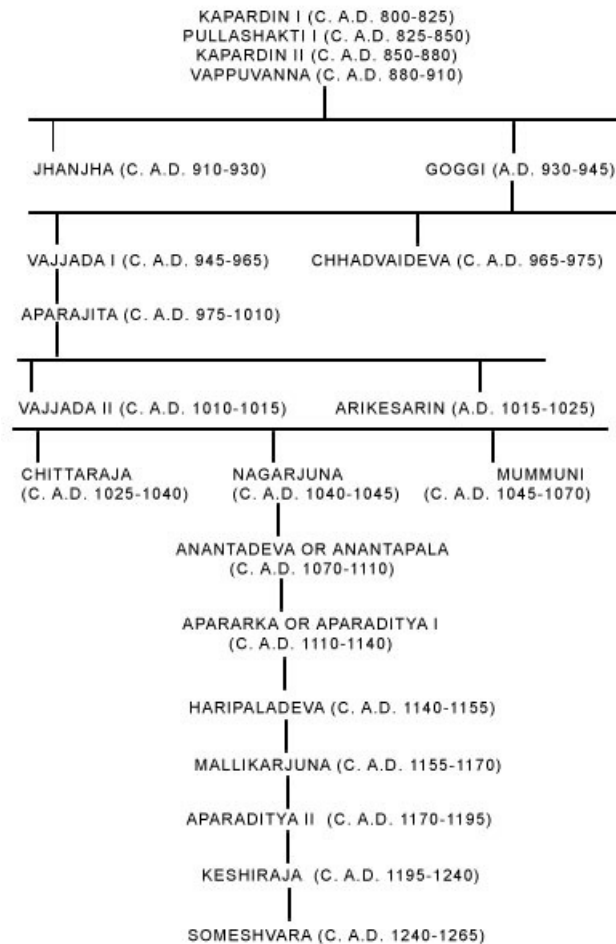 KAPARDIN I (C. A.D. 800-825)
PULLASHAKTI I (C. A.D. 825-850)
KAPARDIN II (C. A.D. 850-880)
VAPPUVANNA (C. A.D. 880-910)
JHANJHA (C. A.D. 910-930)
GOGGI (A.D. 930-945)
VAJJADA I (C. A.D. 945-965)
CHHADVAIDEVA (C. A.D. 965-975)
APARAJITA (C. A.D. 975-1010)
VAJJADA II (C. A.D. 1010-1015)
ARIKESARIN (A.D. 1015-1025)
CHITTARAJA
(C. A.D. 1025-1040)
NAGARJUNA
(C. A.D. 1040-1045)
MUMMUNI
(C. A.D. 1045-1070)
ANANTADEVA OR ANANTAPALA
(C. A.D. 1070-1110)
APARARKA OR APARADITYA I
(C. A.D. 1110-1140)
HARIPALADEVA (C. A.D. 1140-1155)
MALLIKARJUNA (C. A.D. 1155-1170)
APARADITYA II (C. A.D. 1170-1195)
KESHIRAJA (C. A.D. 1195-1240)
SOMESHVARA (C. A.D. 1240-1265)